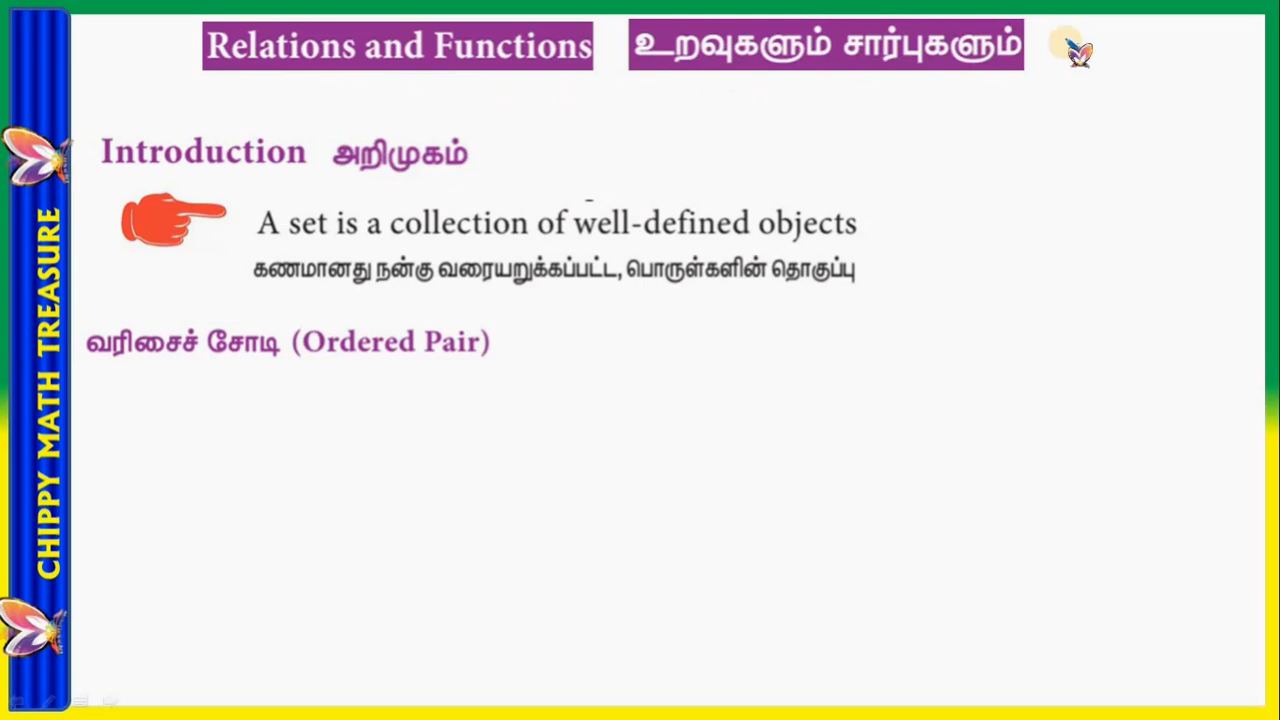 Relations and Functions உறவுகளும் சார்புகளும்
Introduction அறிமுகம்
A set is a collection of well-defined objects
கணமானது நன்கு வரையறுக்கப்பட்ட, பொருள்களின் தொகுப்பு
வரிசைச் சோடி (Ordered Pair)
CHIPPY MATH TREASURE